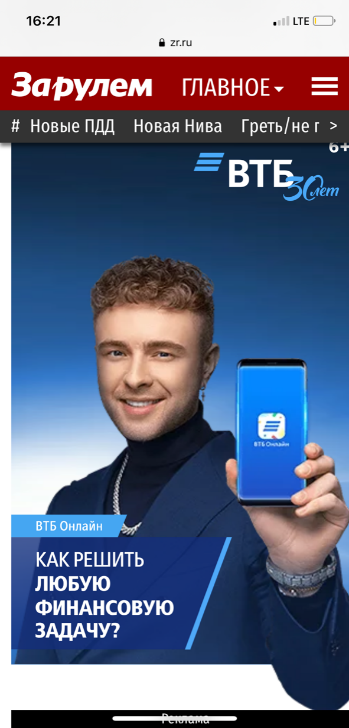 16:21
LTE
zr.ru
За рулем ГЛАВНОЕ
# Новые ПДД Новая Нива Греть/не г >
6+
ВТБ
30 лет
ВТБ Онлайн
ВТБ Онлайн
КАК РЕШИТЬ
ЛЮБУЮ
ФИНАНСОВУЮ
ЗАДАЧУ?
Реклама